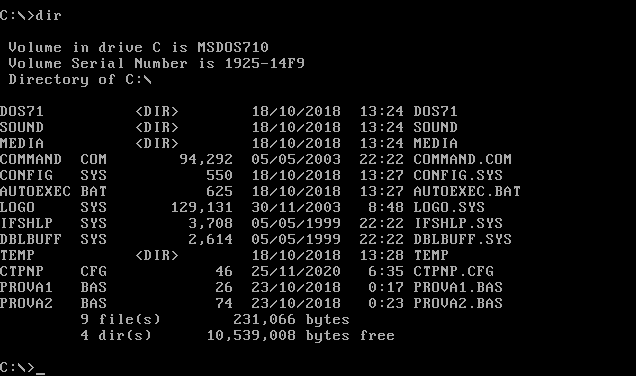 C:\>dir
Volume in drive C is MSDOS710
Volume Serial Number is 1925-14F9
Directory of C:\
DOS71 <DIR> 18/10/2018 13:24 DOS71
SOUND <DIR> 18/10/2018 13:24 SOUND
MEDIA <DIR> 18/10/2018 13:24 MEDIA
COMMAND COM 94,292 05/05/2003 22:22 COMMAND.COM
CONFIG SYS 550 18/10/2018 13:27 CONFIG.SYS
AUTOEXEC BAT 625 18/10/2018 13:27 AUTOEXEC.BAT
LOGO SYS 129,131 30/11/2003 8:48 LOGO.SYS
IFSHLP SYS 3,708 05/05/1999 22:22 IFSHLP.SYS
DBLBUFF SYS 2,614 05/05/1999 22:22 DBLBUFF.SYS
TEMP <DIR> 18/10/2018 13:28 TEMP
CTPNP CFG 46 25/11/2020 6:35 CTPNP.CFG
PROVA1 BAS 26 23/10/2018 0:17 PROVA1.BAS
PROVA2 BAS 74 23/10/2018 0:23 PROVA2.BAS
9 file(s) 231,066 bytes
4 dir(s) 10,539,008 bytes free
C:\>_